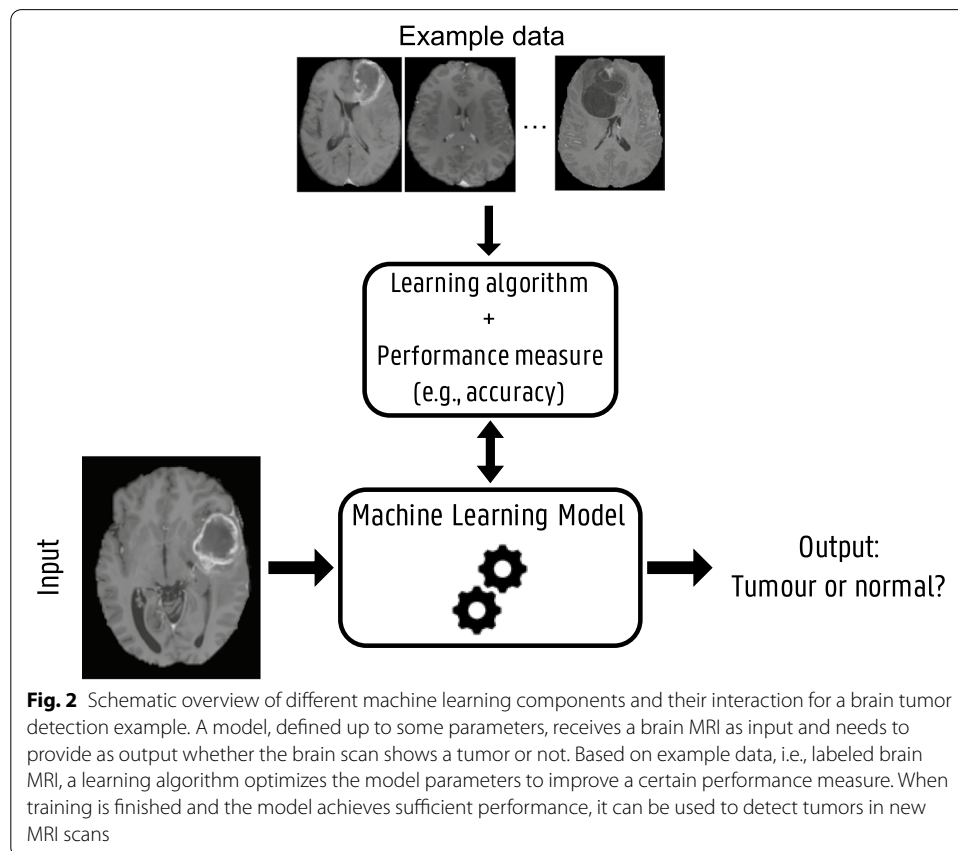 Example data
...
Learning algorithm
+
Performance measure
(e.g., accuracy)
Input
Machine Learning Model
Output:
Tumour or normal?
Fig. 2 Schematic overview of different machine learning components and their interaction for a brain tumor
detection example. A model, defined up to some parameters, receives a brain MRI as input and needs to
provide as output whether the brain scan shows a tumor or not. Based on example data, i.e., labeled brain
MRI, a learning algorithm optimizes the model parameters to improve a certain performance measure. When
training is finished and the model achieves sufficient performance, it can be used to detect tumors in new
MRI scans